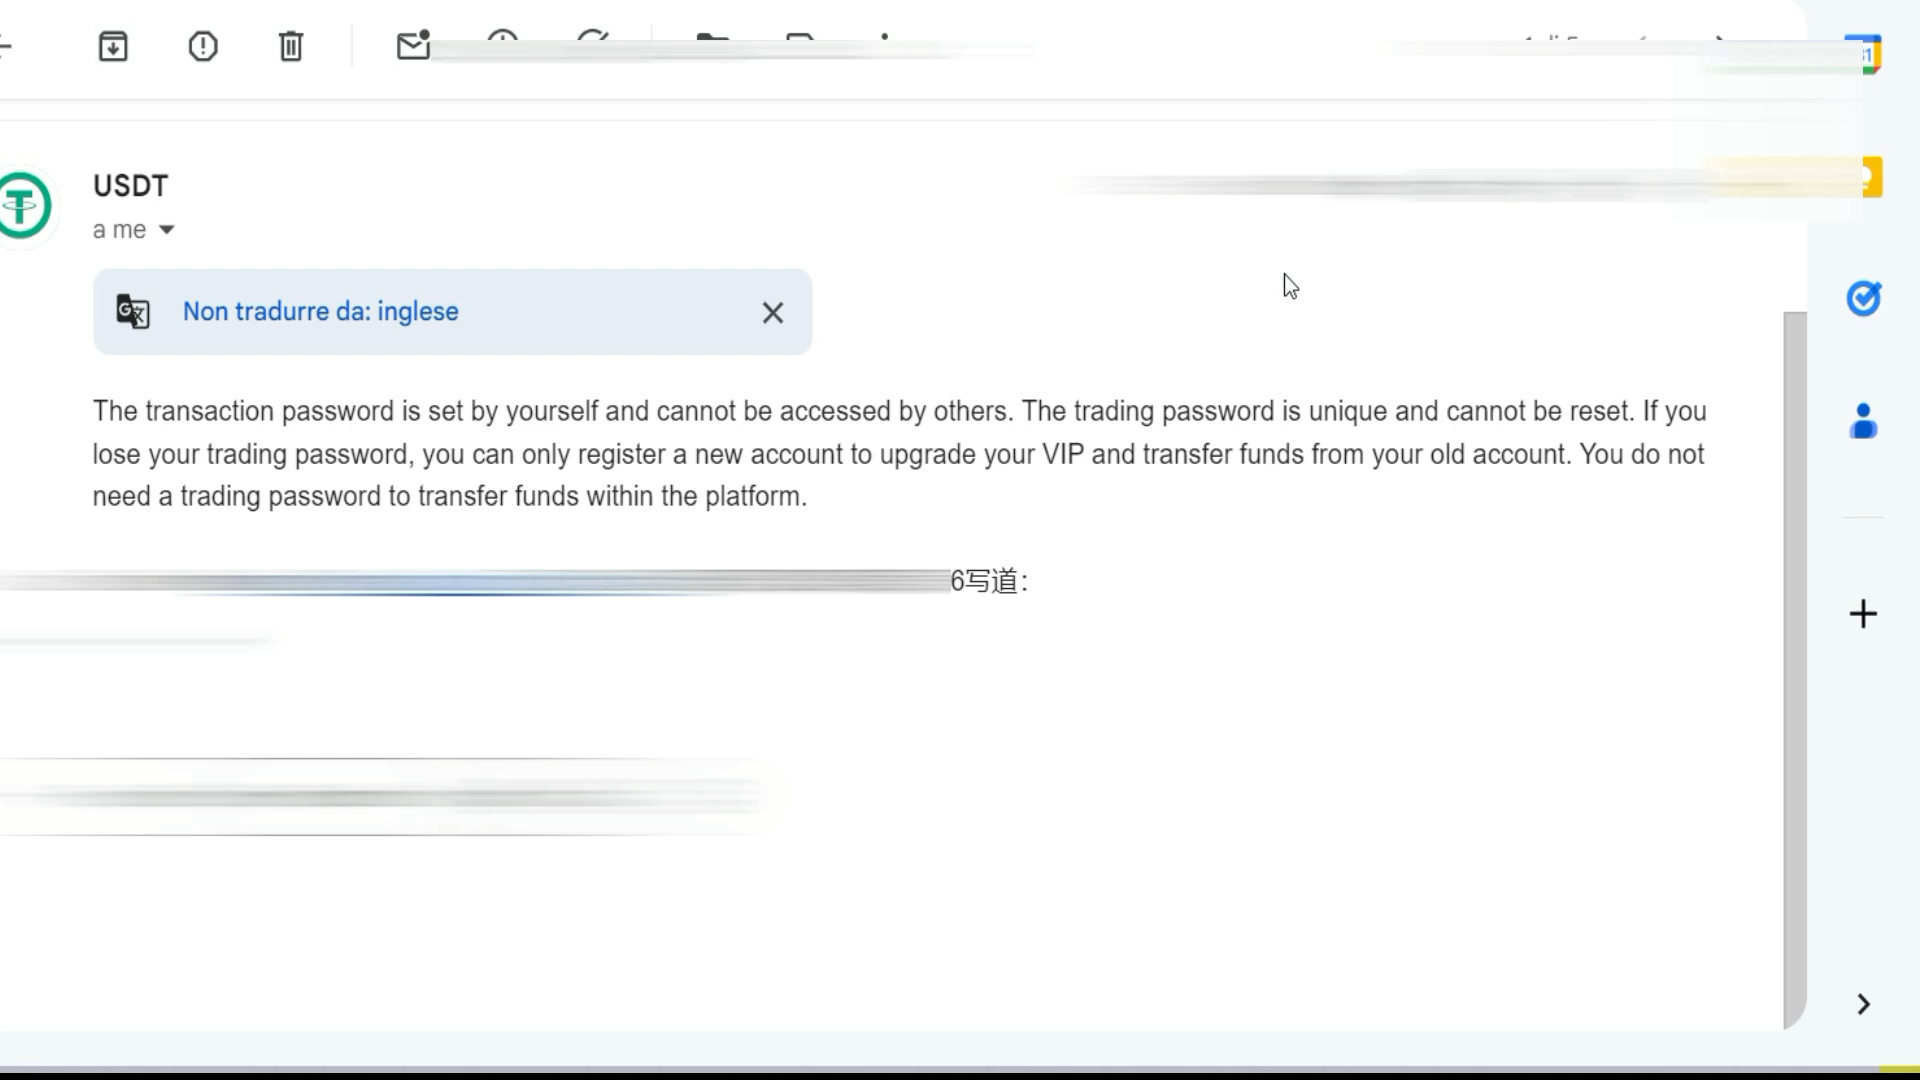 USDT
a me
Non tradurre da: inglese
The transaction password is set by yourself and cannot be accessed by others. The trading password is unique and cannot be reset. If you
lose your trading password, you can only register a new account to upgrade your VIP and transfer funds from your old account. You do not
need a trading password to transfer funds within the platform.
6写道: